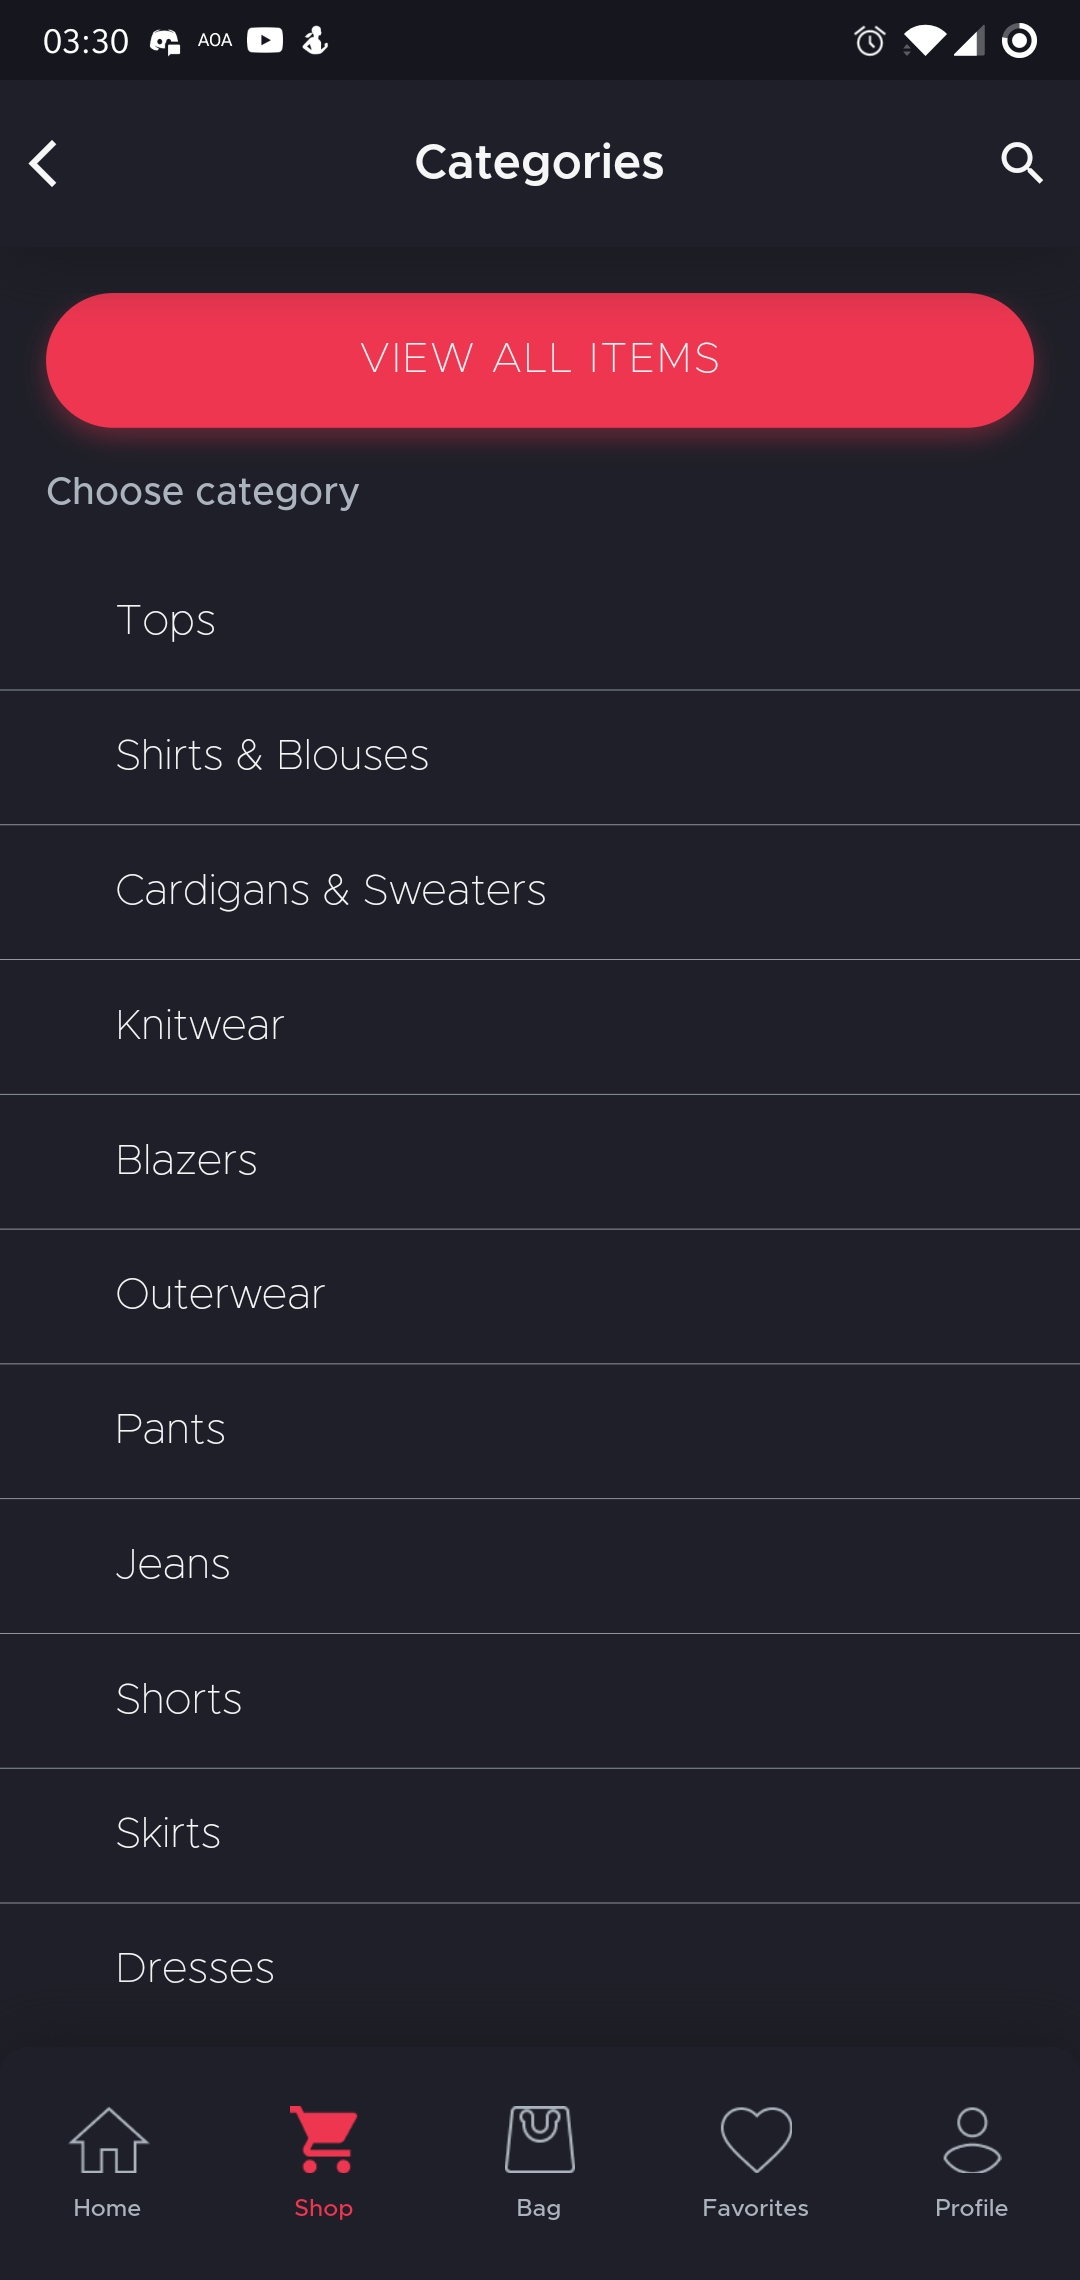 03:30 AOA
Categories
VIEW ALL ITEMS
Choose category
Tops
Shirts & Blouses
Cardigans & Sweaters
Knitwear
Blazers
Outerwear
Pants
Jeans
Shorts
Skirts
Dresses
Home Shop Bag Favorites Profile